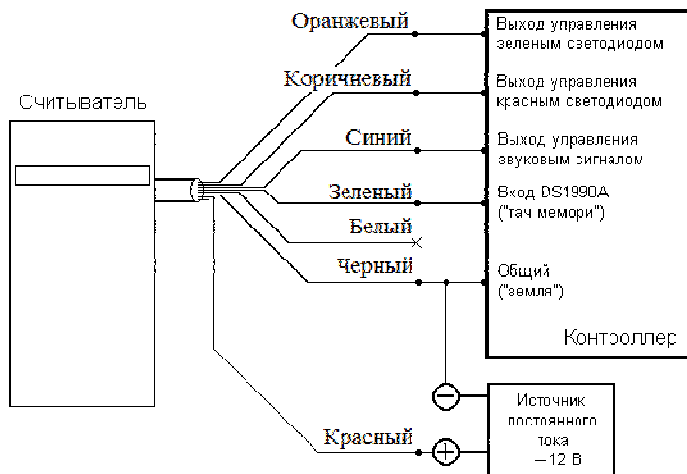 Оранжевый
Выход управления
зеленым светодиодом
Коричневый
Выход управления
красным светодиодом
Считыватель
Синий
Выход управления
звуковым сигналом
Зеленый
Вход DS1990A
("тач мемори")
Белый
Черный
Общий
("земля")
Контроллер
Красный
Источник
постоянного
тока
—12 В